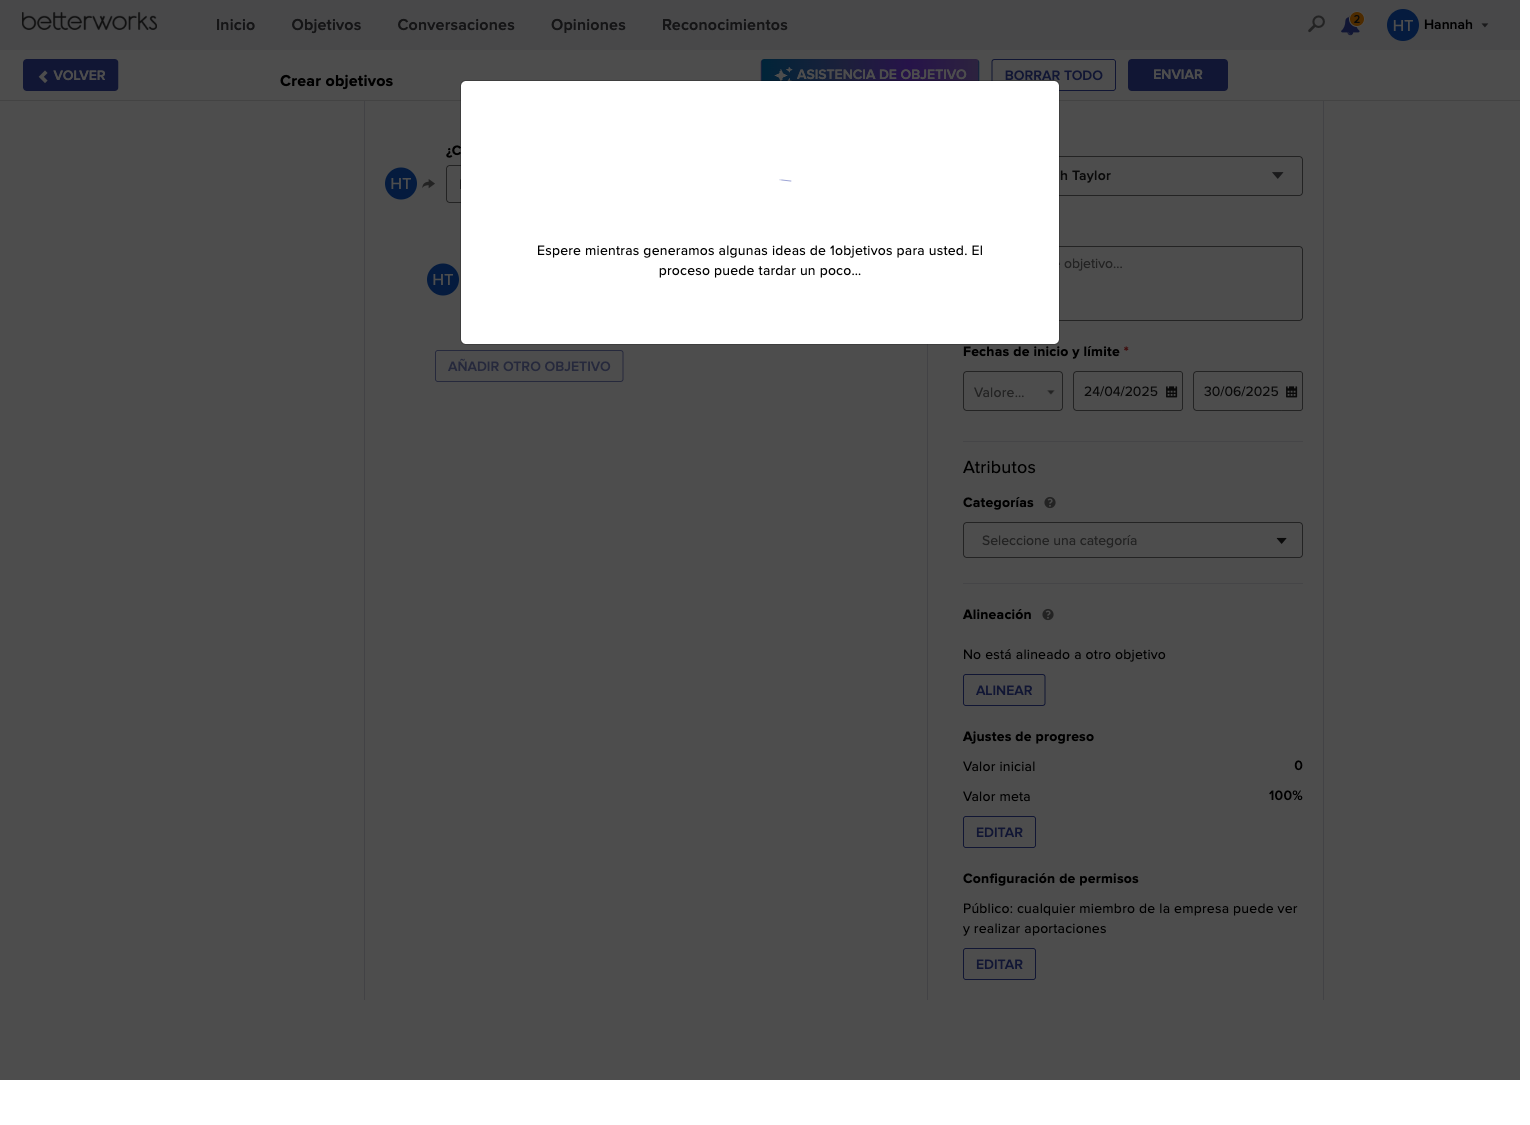 betterworks
Inicio
Objetivos
Conversaciones
Opiniones
Reconocimientos
2
HT
Hannah
VOLVER
Crear objetivos
ASISTENCIA DE OBJETIVO
BORRAR TODO
ENVIAR
Espere mientras generamos algunas ideas de 1objetivos para usted. El
proceso puede tardar un poco...
HT
HT
AÑADIR OTRO OBJETIVO
Taylor
objetivo...
Fechas de inicio y límite *
Valore...
24/04/2025
30/06/2025
Atributos
Categorías
Seleccione una categoría
Alineación
No está alineado a otro objetivo
ALINEAR
Ajustes de progreso
Valor inicial 0
Valor meta 100%
EDITAR
Configuración de permisos
Público: cualquier miembro de la empresa puede ver
y realizar aportaciones
EDITAR